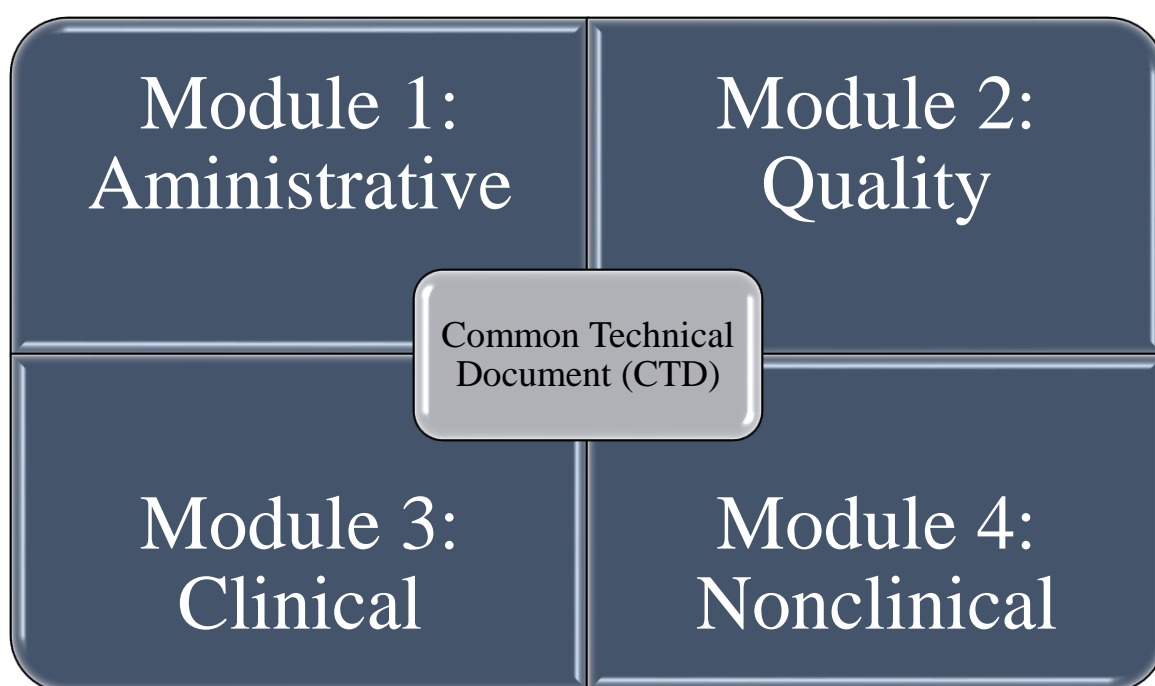 Module 1:
Aministrative
Module 2:
Quality
Common Technical
Document (CTD)
Module 3:
Clinical
Module 4:
Nonclinical